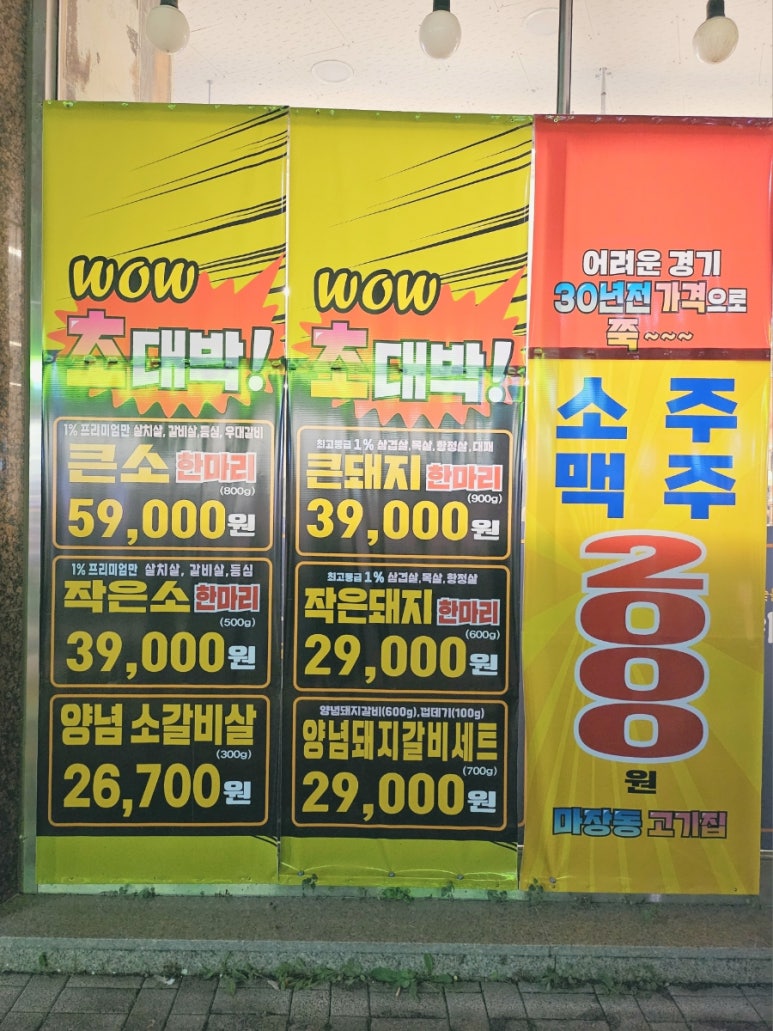 WOW
초대박!
1% 프리미엄만 살치살, 갈비살, 등심, 우대갈비
큰소 한마리
(800g)
59,000원
1% 프리미엄만 살치살, 갈비살, 등심
작은소 한마리
(500g)
39,000원
양념 소갈비살
(300g)
26,700원
WOW
초대박!
최고등급 1% 삼겹살, 목살, 항정살, 대패
큰돼지 한마리
(900g)
39,000원
최고등급 1% 삼겹살, 목살, 항정살
작은돼지 한마리
(600g)
29,000원
양념돼지갈비(600g), 껍데기(100g)
양념돼지갈비세트
(700g)
29,000원
어려운 경기
30년전 가격으로
쭉~~~
소주
맥주
2000
원
마장동 고기집